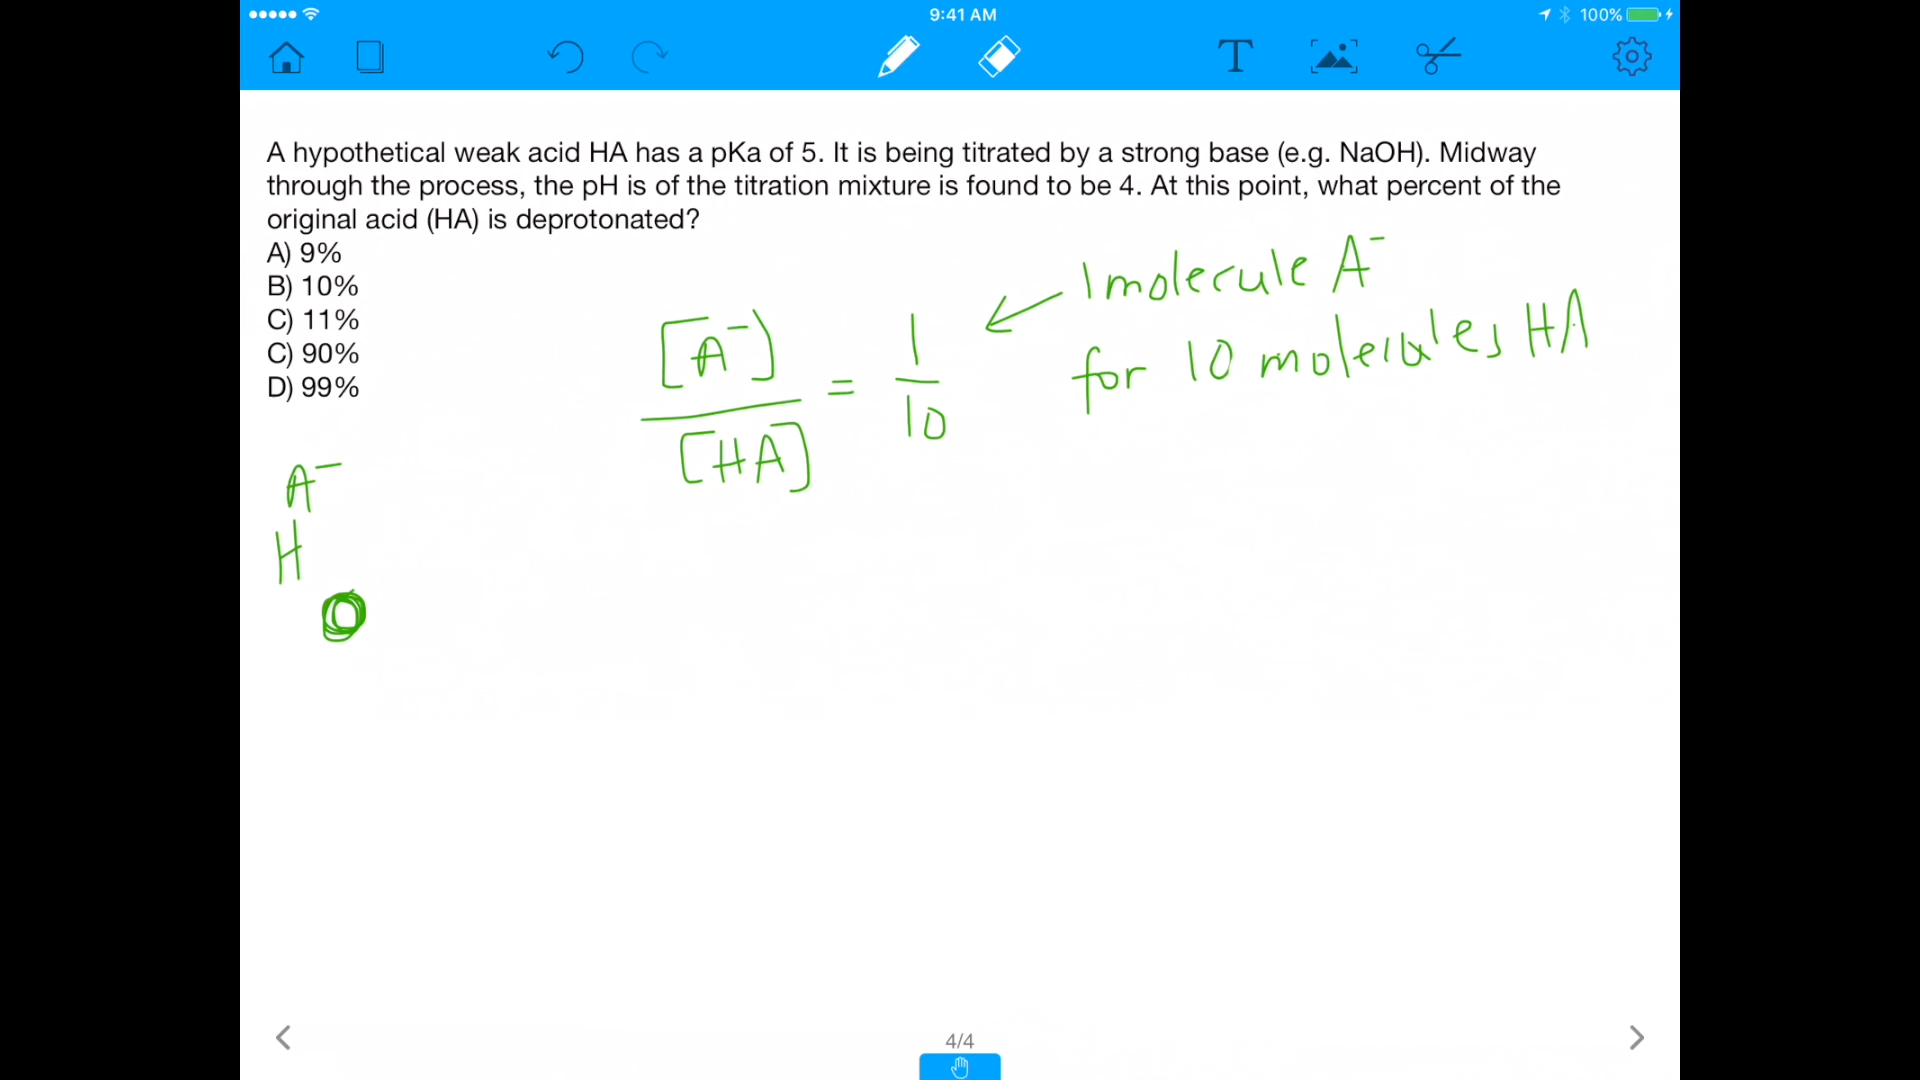 9:41 AM
100%
T
A hypothetical weak acid HA has a pKa of 5. It is being titrated by a strong base (e.g. NaOH). Midway
through the process, the pH is of the titration mixture is found to be 4. At this point, what percent of the
original acid (HA) is deprotonated?
A) 9%
B) 10%
C) 11%
C) 90%
D) 99%
1 molecule A⁻
for 10 molecules HA
[A⁻]
= 1
[HA] 10
A⁻
H
4/4